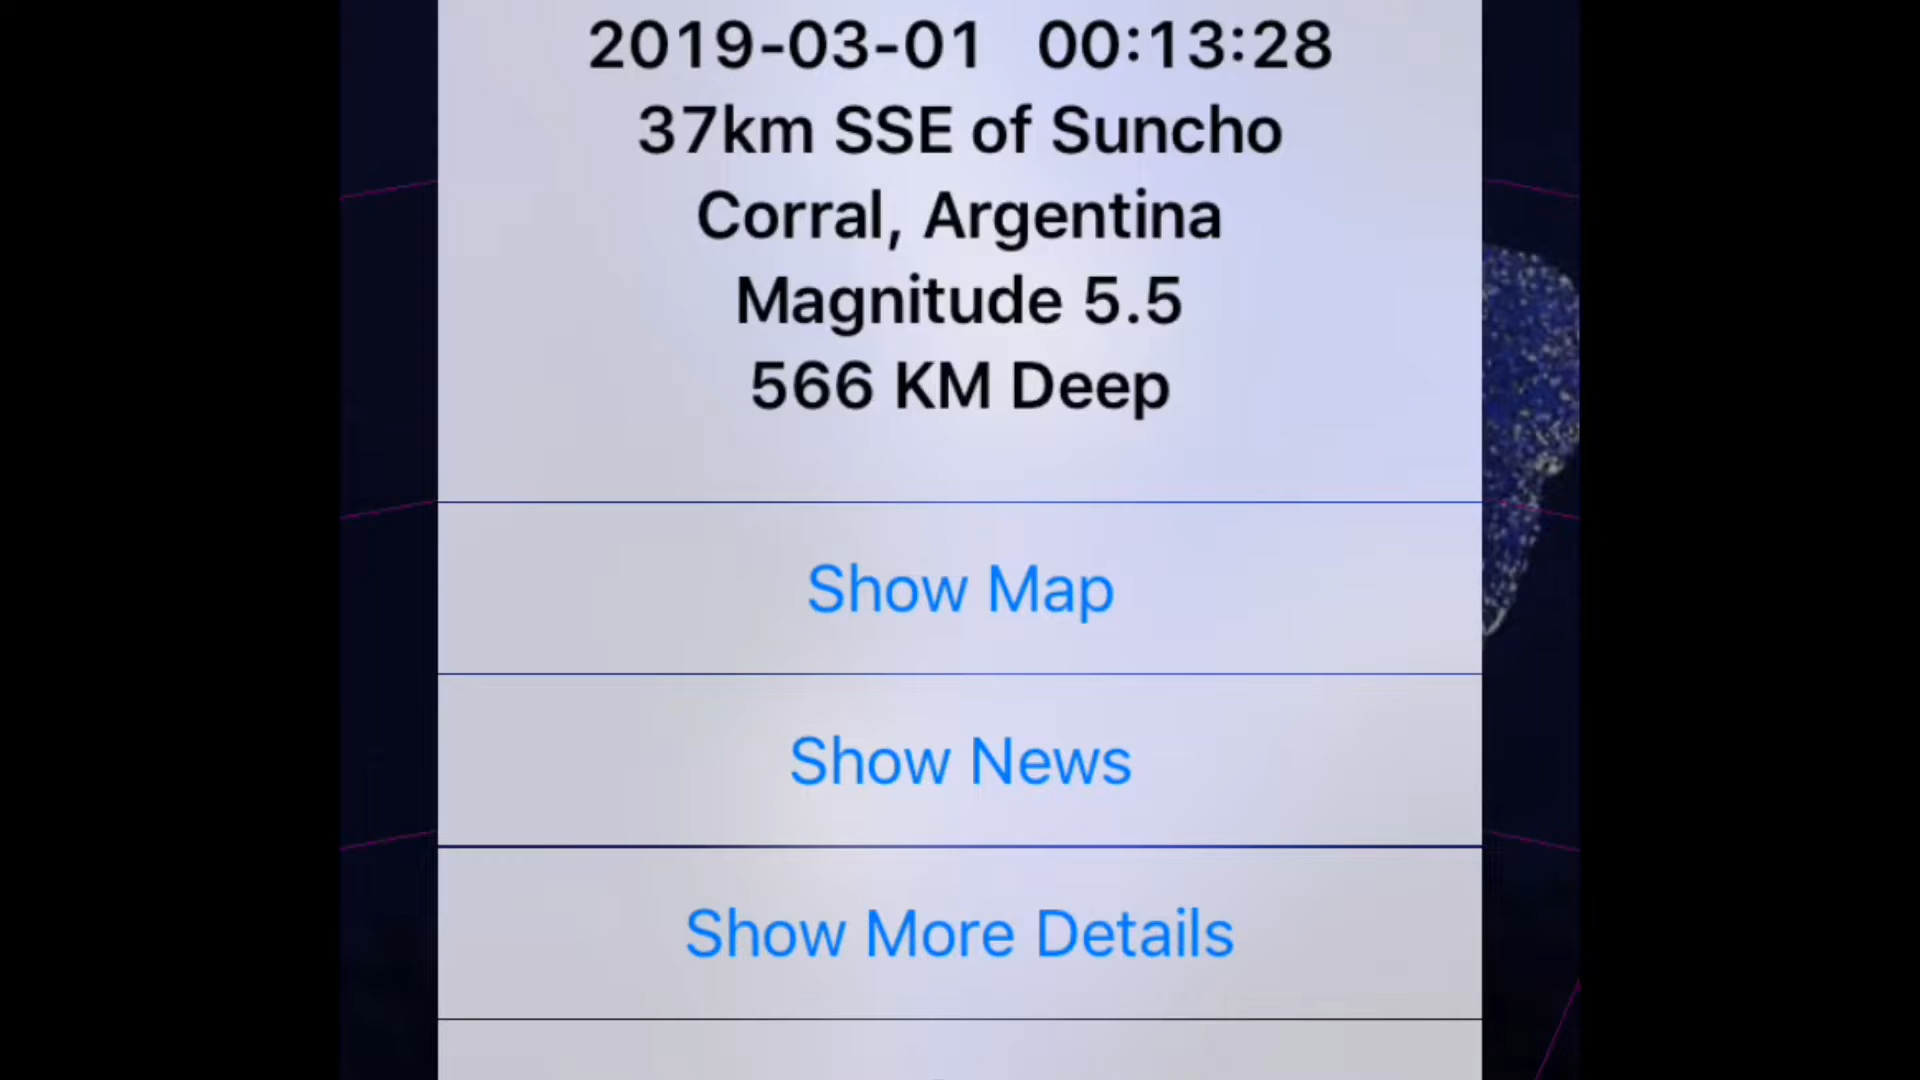 2019-03-01 00:13:28
37km SSE of Suncho
Corral, Argentina
Magnitude 5.5
566 KM Deep
Show Map
Show News
Show More Details